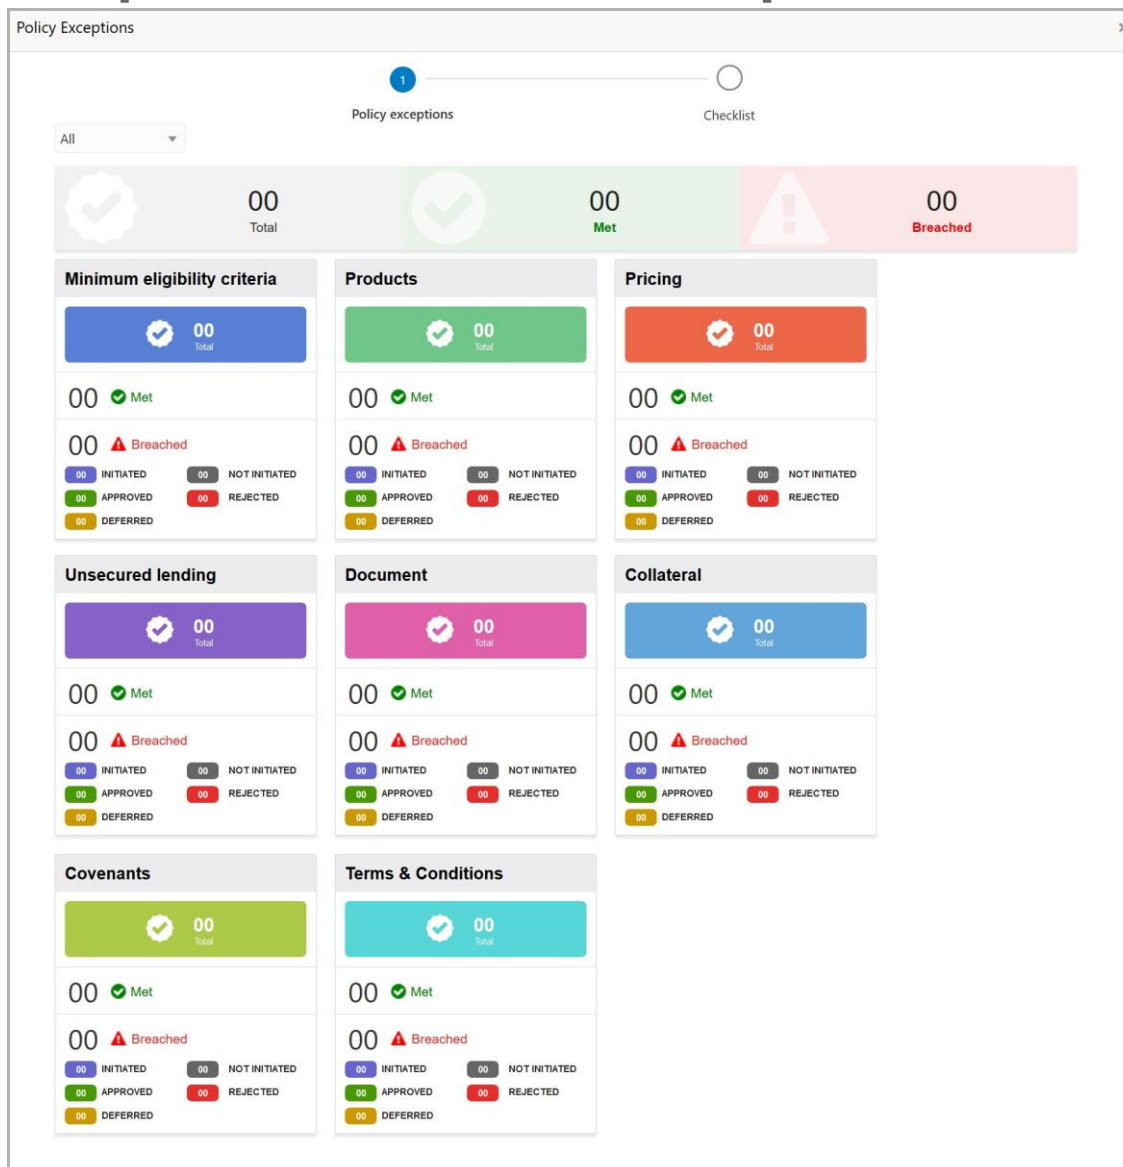 Policy Exceptions
1
Policy exceptions
Checklist
All
00
Total
00
Met
00
Breached
Minimum eligibility criteria
00
Total
00 Met
00 Breached
00 INITIATED 00 NOT INITIATED
00 APPROVED 00 REJECTED
00 DEFERRED
Products
00
Total
00 Met
00 Breached
00 INITIATED 00 NOT INITIATED
00 APPROVED 00 REJECTED
00 DEFERRED
Pricing
00
Total
00 Met
00 Breached
00 INITIATED 00 NOT INITIATED
00 APPROVED 00 REJECTED
00 DEFERRED
Unsecured lending
00
Total
00 Met
00 Breached
00 INITIATED 00 NOT INITIATED
00 APPROVED 00 REJECTED
00 DEFERRED
Document
00
Total
00 Met
00 Breached
00 INITIATED 00 NOT INITIATED
00 APPROVED 00 REJECTED
00 DEFERRED
Collateral
00
Total
00 Met
00 Breached
00 INITIATED 00 NOT INITIATED
00 APPROVED 00 REJECTED
00 DEFERRED
Covenants
00
Total
00 Met
00 Breached
00 INITIATED 00 NOT INITIATED
00 APPROVED 00 REJECTED
00 DEFERRED
Terms & Conditions
00
Total
00 Met
00 Breached
00 INITIATED 00 NOT INITIATED
00 APPROVED 00 REJECTED
00 DEFERRED